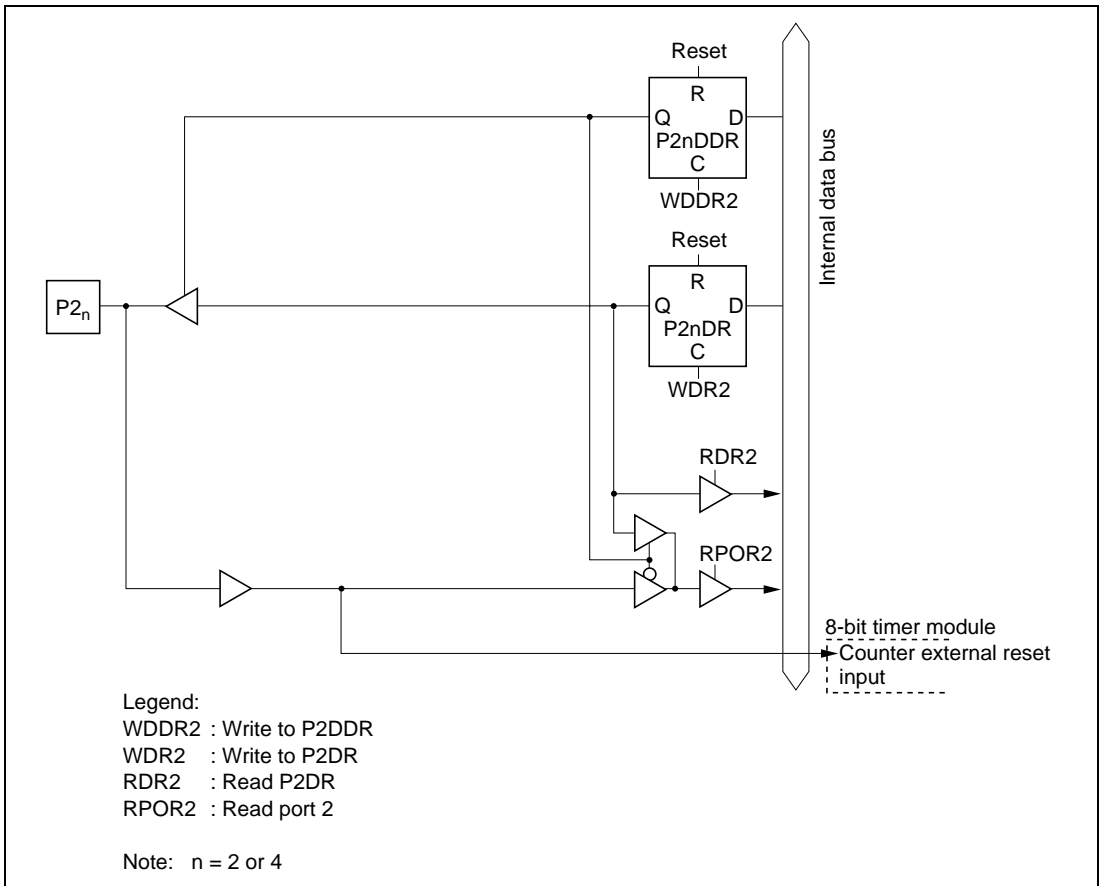 Reset
R
Q D
P2nDDR
C
WDDR2
Internal data bus
Reset
R
P2n
Q D
P2nDR
C
WDR2
RDR2
RPOR2
8-bit timer module
Counter external reset
input
Legend:
WDDR2 : Write to P2DDR
WDR2 : Write to P2DR
RDR2 : Read P2DR
RPOR2 : Read port 2
Note: n = 2 or 4